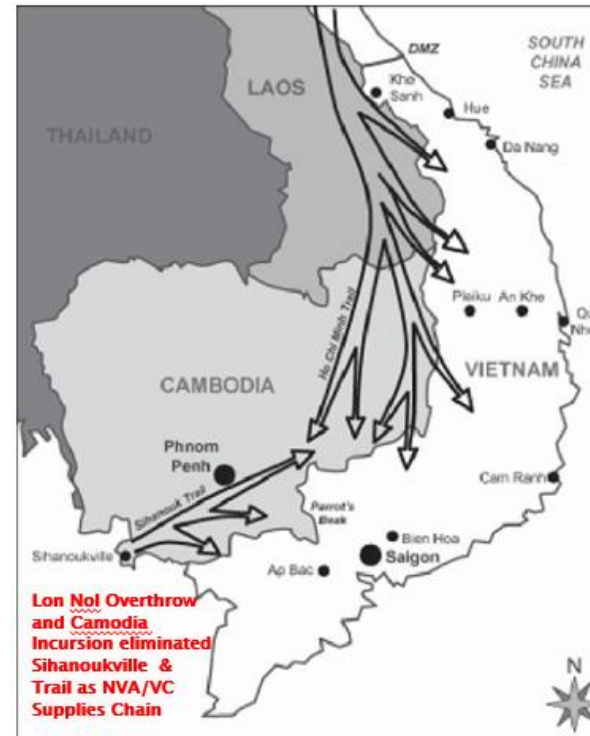 DMZ
SOUTH
CHINA
SEA
LAOS
Khe
Sanh
Hue
THAILAND
Da Nang
Pleiku
An Khe
Ho Chi Minh Trail
VIETNAM
CAMBODIA
Phnom
Penh
Sihanouk Trail
Cam Ranh
Parrot's
Beak
Bien Hoa
Saigon
Sihanoukville
Ap Bac
Lon Nol Overthrow
and Camodia
Incursion eliminated
Sihanoukville &
Trail as NVA/VC
Supplies Chain
N